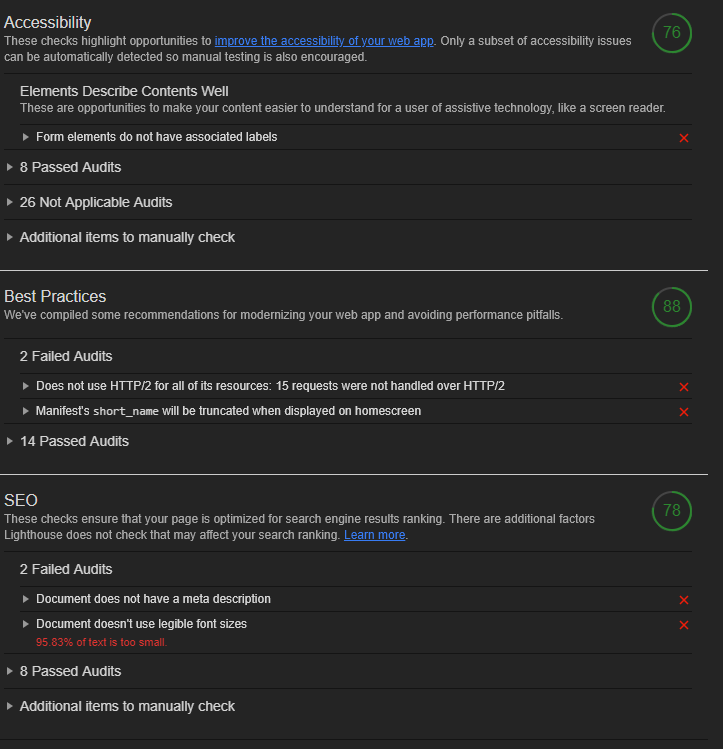 Accessibility
76
These checks highlight opportunities to improve the accessibility of your web app. Only a subset of accessibility issues
can be automatically detected so manual testing is also encouraged.
Elements Describe Contents Well
These are opportunities to make your content easier to understand for a user of assistive technology, like a screen reader.
Form elements do not have associated labels
8 Passed Audits
26 Not Applicable Audits
Additional items to manually check
Best Practices
88
We've compiled some recommendations for modernizing your web app and avoiding performance pitfalls.
2 Failed Audits
Does not use HTTP/2 for all of its resources: 15 requests were not handled over HTTP/2
Manifest's short_name will be truncated when displayed on homescreen
14 Passed Audits
SEO
78
These checks ensure that your page is optimized for search engine results ranking. There are additional factors
Lighthouse does not check that may affect your search ranking. Learn more.
2 Failed Audits
Document does not have a meta description
Document doesn't use legible font sizes
95.83% of text is too small.
8 Passed Audits
Additional items to manually check